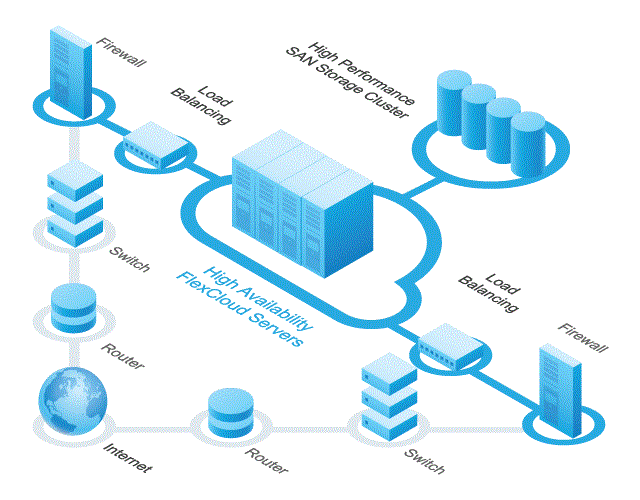 Firewall
Load
Balancing
High Performance
SAN Storage Cluster
Switch
High Availability
FlexCloud Servers
Load
Balancing
Firewall
Router
Internet
Router
Switch